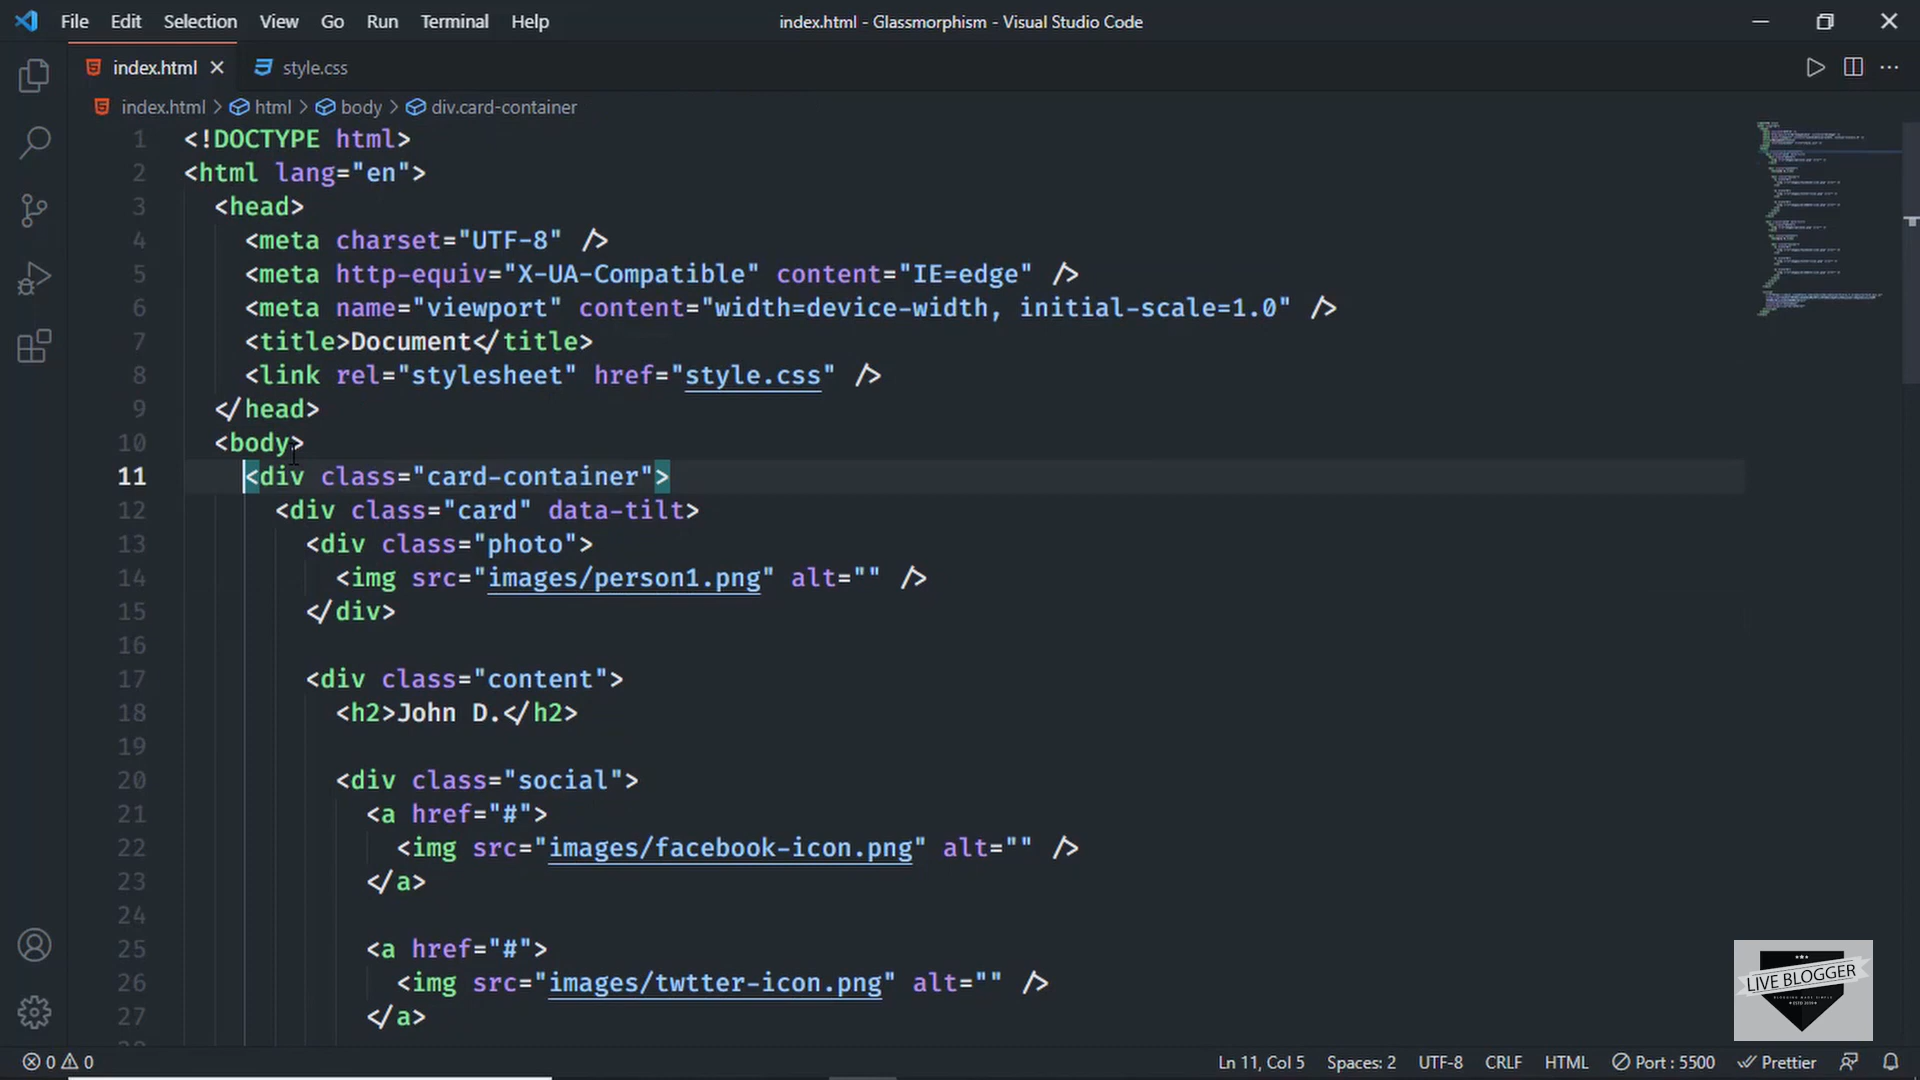 File Edit Selection View Go Run Terminal Help
index.html - Glassmorphism - Visual Studio Code
index.html style.css
index.html > html > body > div.card-container
1 <!DOCTYPE html>
2 <html lang="en">
3 <head>
4 <meta charset="UTF-8" />
5 <meta http-equiv="X-UA-Compatible" content="IE=edge" />
6 <meta name="viewport" content="width=device-width, initial-scale=1.0" />
7 <title>Document</title>
8 <link rel="stylesheet" href="style.css" />
9 </head>
10 <body>
11 <div class="card-container">
12 <div class="card" data-tilt>
13 <div class="photo">
14 <img src="images/person1.png" alt="" />
15 </div>
16
17 <div class="content">
18 <h2>John D.</h2>
19
20 <div class="social">
21 <a href="#">
22 <img src="images/facebook-icon.png" alt="" />
23 </a>
24
25 <a href="#">
26 <img src="images/twtter-icon.png" alt="" />
27 </a>
LIVE BLOGGER
0 0 Ln 11, Col 5 Spaces: 2 UTF-8 CRLF HTML Port : 5500 Prettier